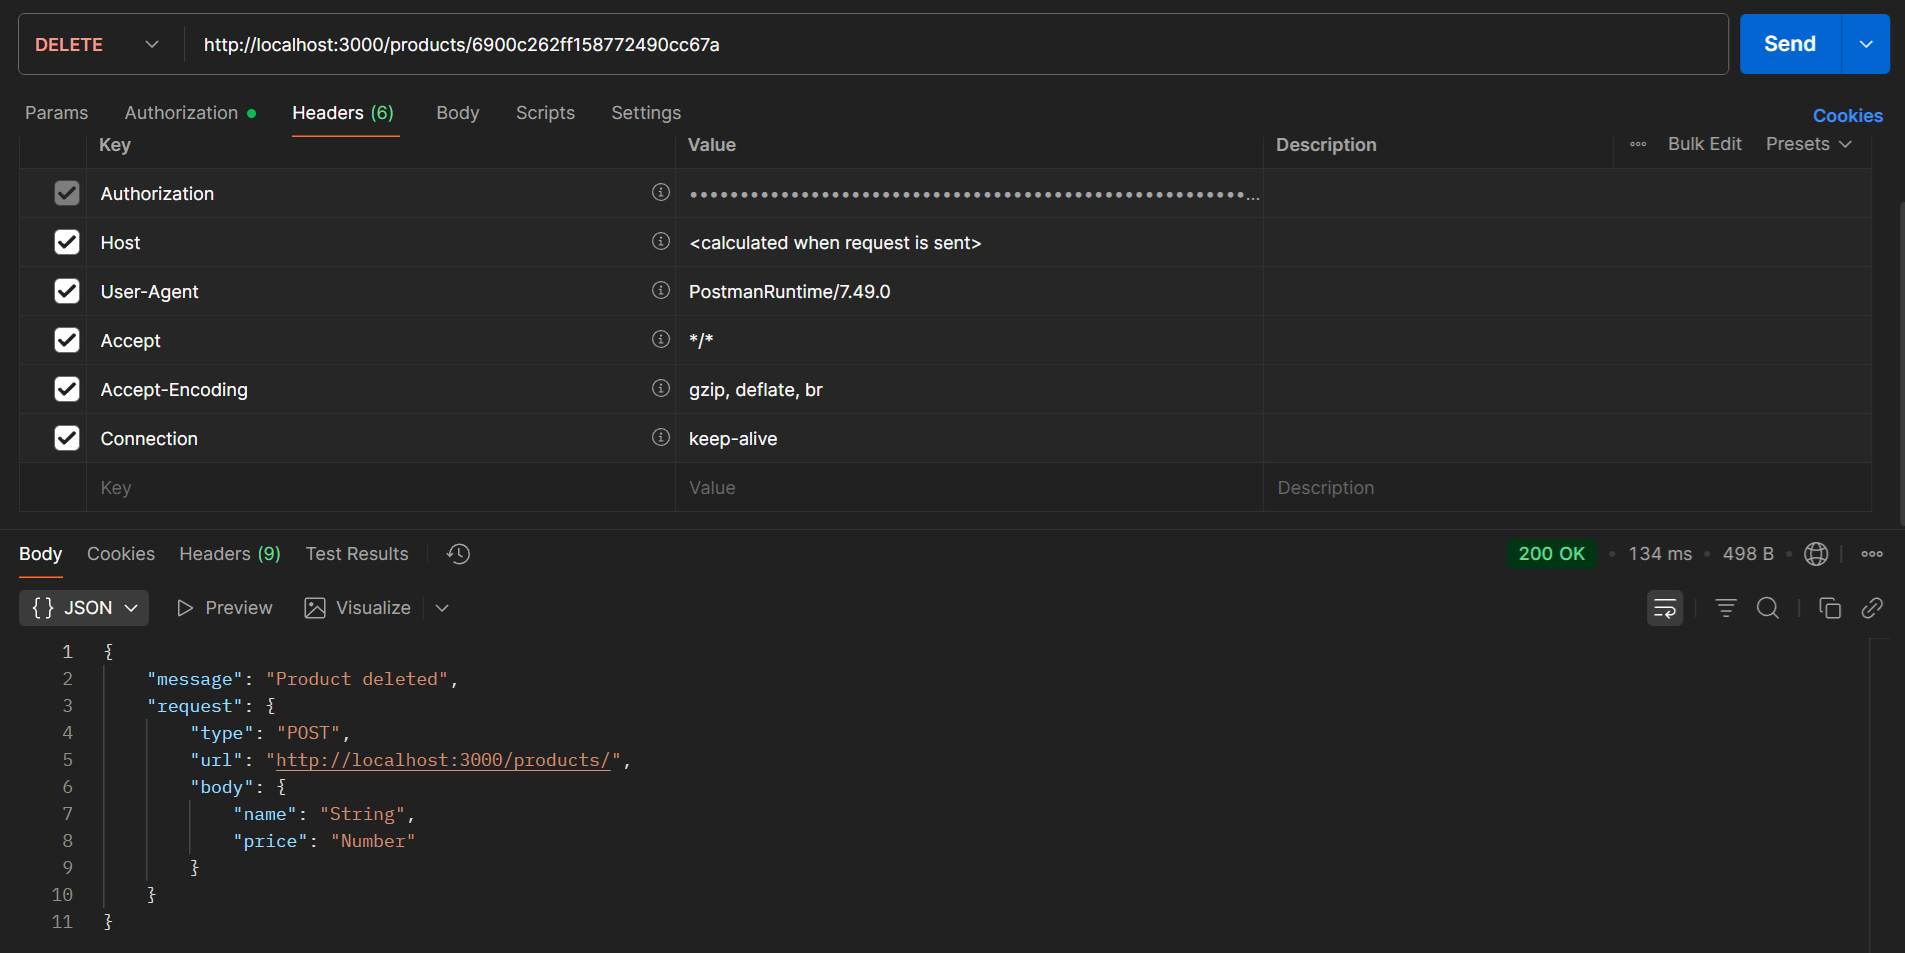 DELETE http://localhost:3000/products/6900c262ff158772490cc67a Send
Params Authorization Headers (6) Body Scripts Settings Cookies
Key Value Description Bulk Edit Presets
Authorization ••••••••••••••••••••••••••••••••••••••••••••••••••••••••...
Host <calculated when request is sent>
User-Agent PostmanRuntime/7.49.0
Accept */*
Accept-Encoding gzip, deflate, br
Connection keep-alive
Key Value Description
Body Cookies Headers (9) Test Results 200 OK • 134 ms • 498 B
{} JSON Preview Visualize
1 {
2 "message": "Product deleted",
3 "request": {
4 "type": "POST",
5 "url": "http://localhost:3000/products/",
6 "body": {
7 "name": "String",
8 "price": "Number"
9 }
10 }
11 }